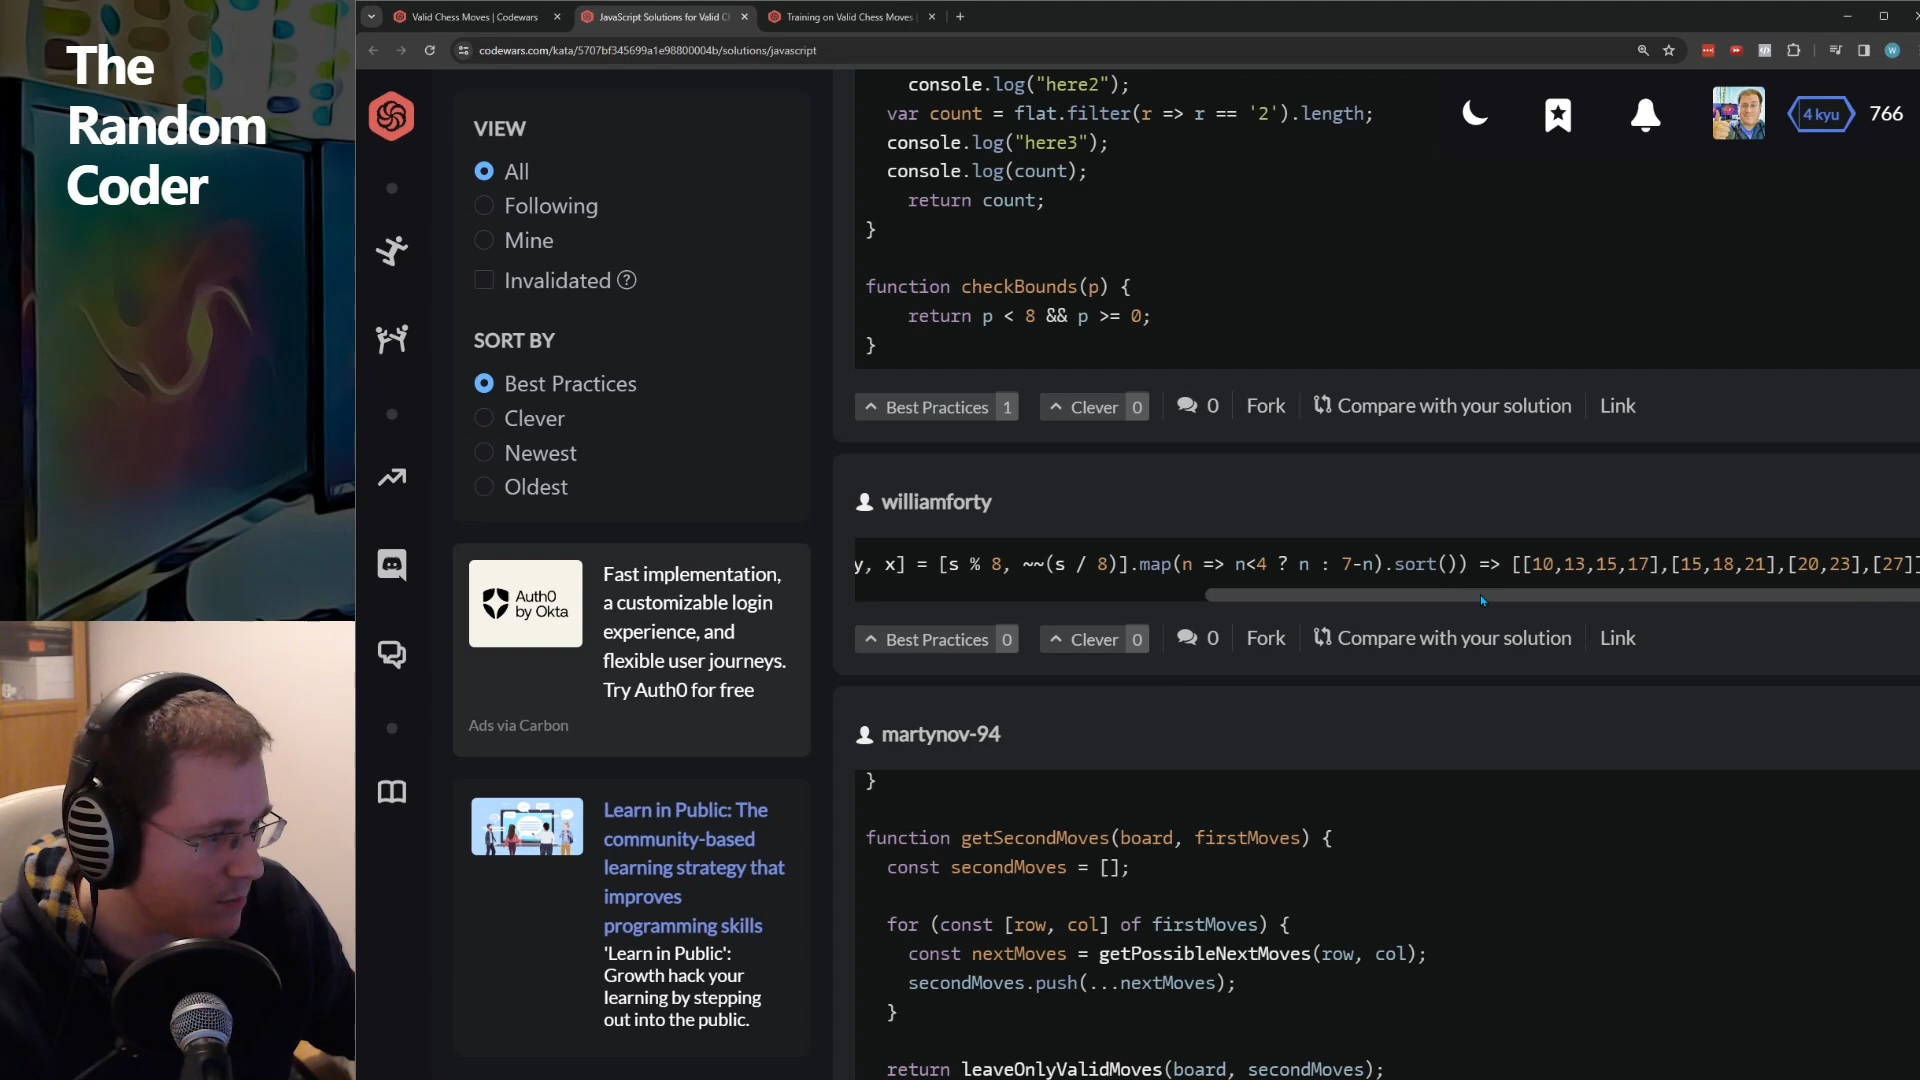 The
Random
Coder
Valid Chess Moves | Codewars
JavaScript Solutions for Valid C
Training on Valid Chess Moves
codewars.com/kata/5707bf345699a1e98800004b/solutions/javascript
VIEW
All
Following
Mine
Invalidated
SORT BY
Best Practices
Clever
Newest
Oldest
Auth0
by Okta
Fast implementation,
a customizable login
experience, and
flexible user journeys.
Try Auth0 for free
Ads via Carbon
Learn in Public: The
community-based
learning strategy that
improves
programming skills
'Learn in Public':
Growth hack your
learning by stepping
out into the public.
4 kyu
766
console.log("here2");
var count = flat.filter(r => r == '2').length;
console.log("here3");
console.log(count);
return count;
}
function checkBounds(p) {
return p < 8 && p >= 0;
}
Best Practices 1 Clever 0 0 Fork Compare with your solution Link
williamforty
y, x] = [s % 8, ~~(s / 8)].map(n => n<4 ? n : 7-n).sort()) => [[10,13,15,17],[15,18,21],[20,23],[27]]
Best Practices 0 Clever 0 0 Fork Compare with your solution Link
martynov-94
}
function getSecondMoves(board, firstMoves) {
const secondMoves = [];
for (const [row, col] of firstMoves) {
const nextMoves = getPossibleNextMoves(row, col);
secondMoves.push(...nextMoves);
}
return leaveOnlyValidMoves(board, secondMoves);